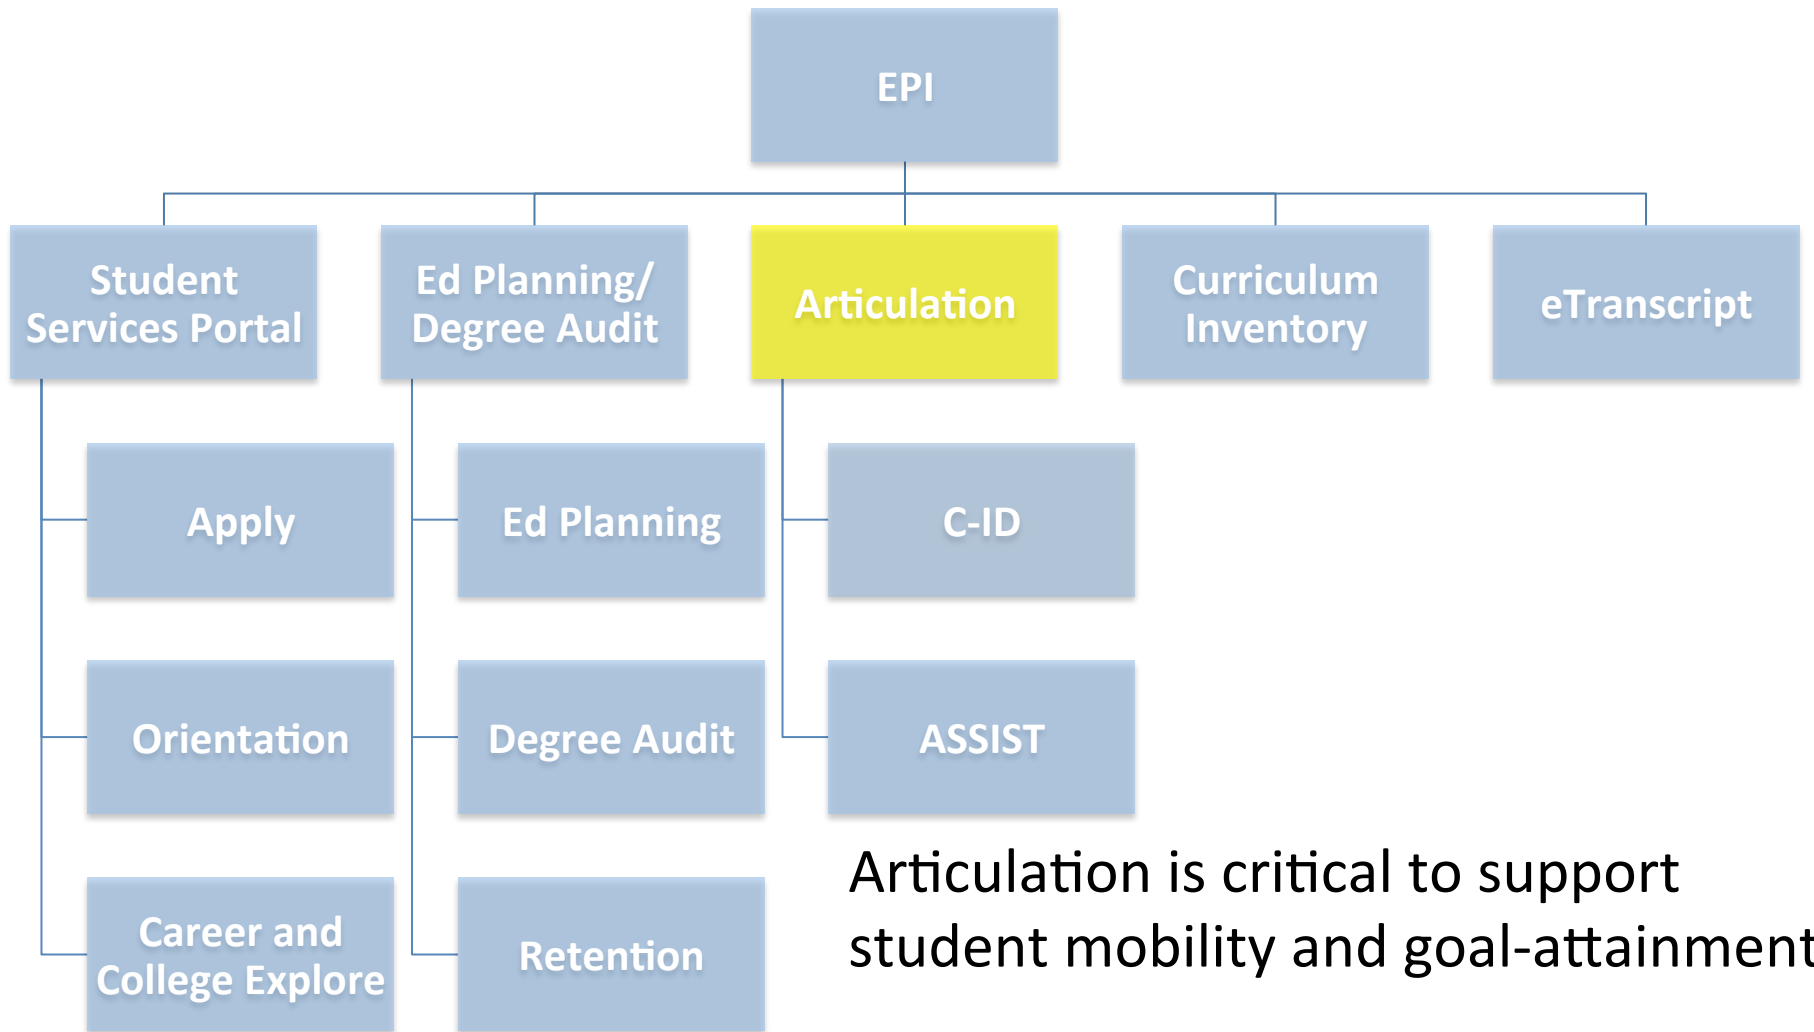 EPI
Student
Services Portal
Ed Planning/
Degree Audit
Articulation
Curriculum
Inventory
eTranscript
Apply
Ed Planning
C-ID
Orientation
Degree Audit
ASSIST
Career and
College Explore
Retention
Articulation is critical to support
student mobility and goal-attainment